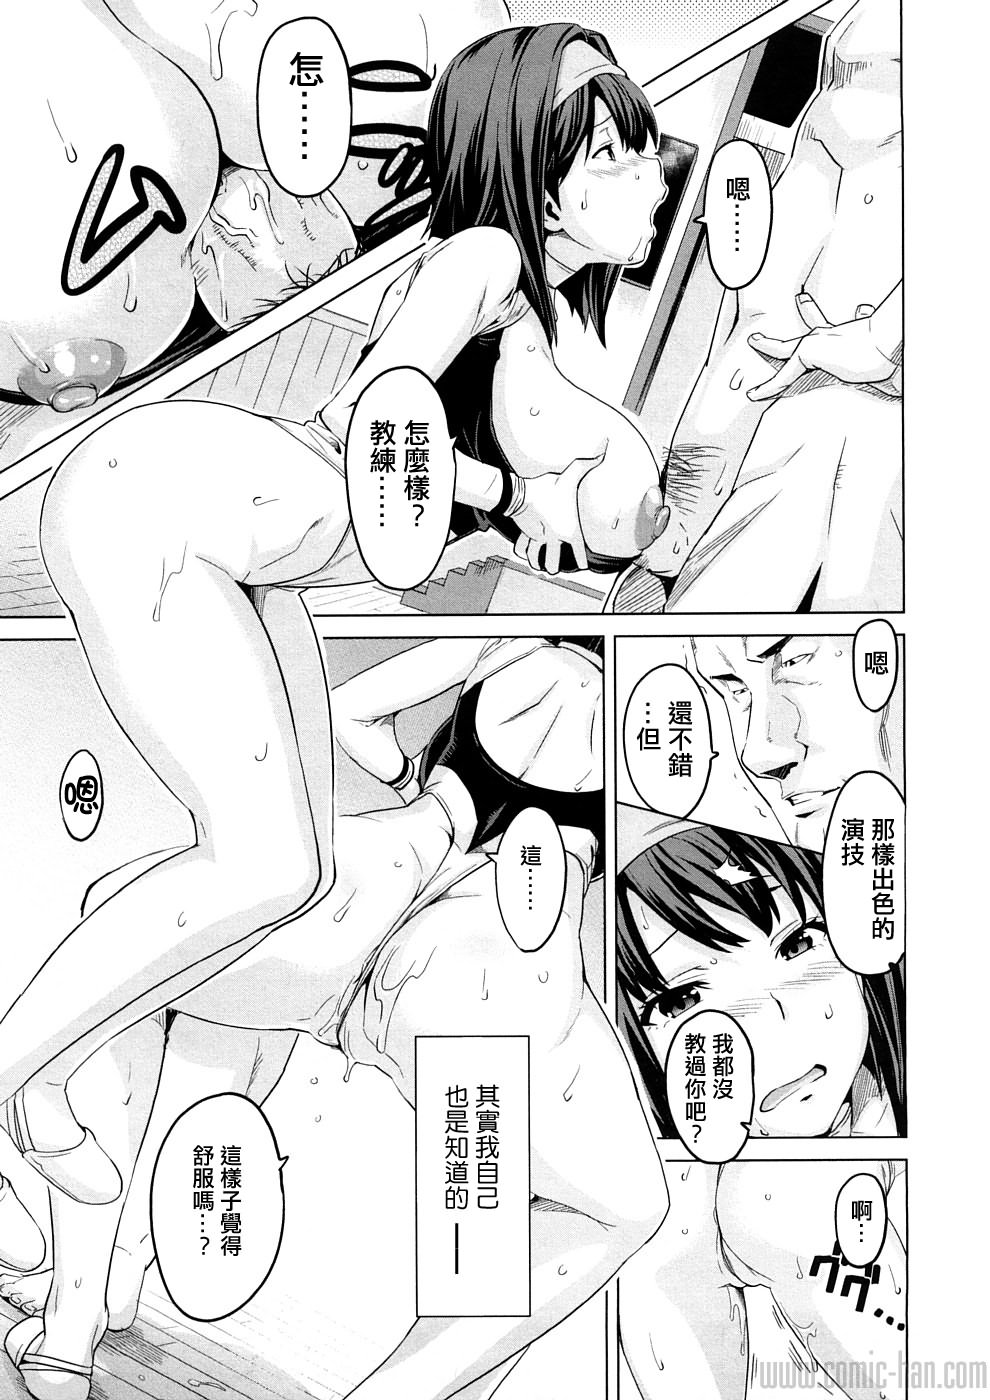 嗯……
怎……
怎麼樣？
教練……
嗯
還不錯
…但
那樣出色的
演技
我都沒
教過你吧？
啊…
ググ…
這……
嗯
其實我自己
也是知道的——
這樣子覺得
舒服嗎…？
www.comic-han.com